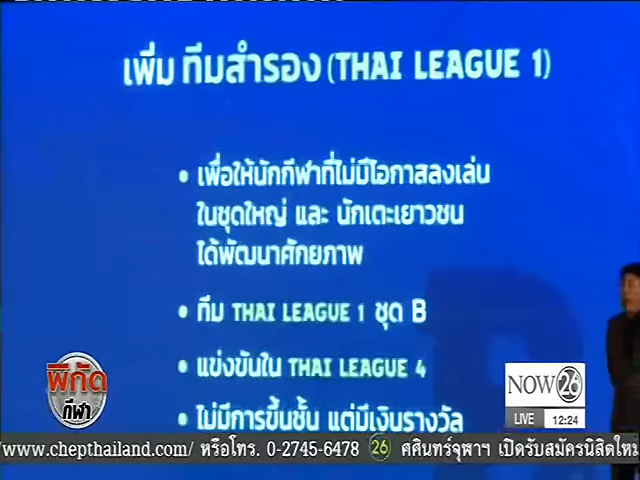 เพิ่ม ทีมสำรอง (THAI LEAGUE 1)
• เพื่อให้นักกีฬาที่ไม่มีโอกาสลงเล่น
ในชุดใหญ่ และ นักเตะเยาวชน
ได้พัฒนาศักยภาพ
• ทีม THAI LEAGUE 1 ชุด B
• แข่งขันใน THAI LEAGUE 4
• ไม่มีการขึ้นชั้น แต่มีเงินรางวัล
พิกัด
กีฬา
NOW 26
LIVE 12:24
/www.chepthailand.com/ หรือโทร. 0-2745-6478 26 ศศินทร์จุฬาฯ เปิดรับสมัครนิสิตใหม่